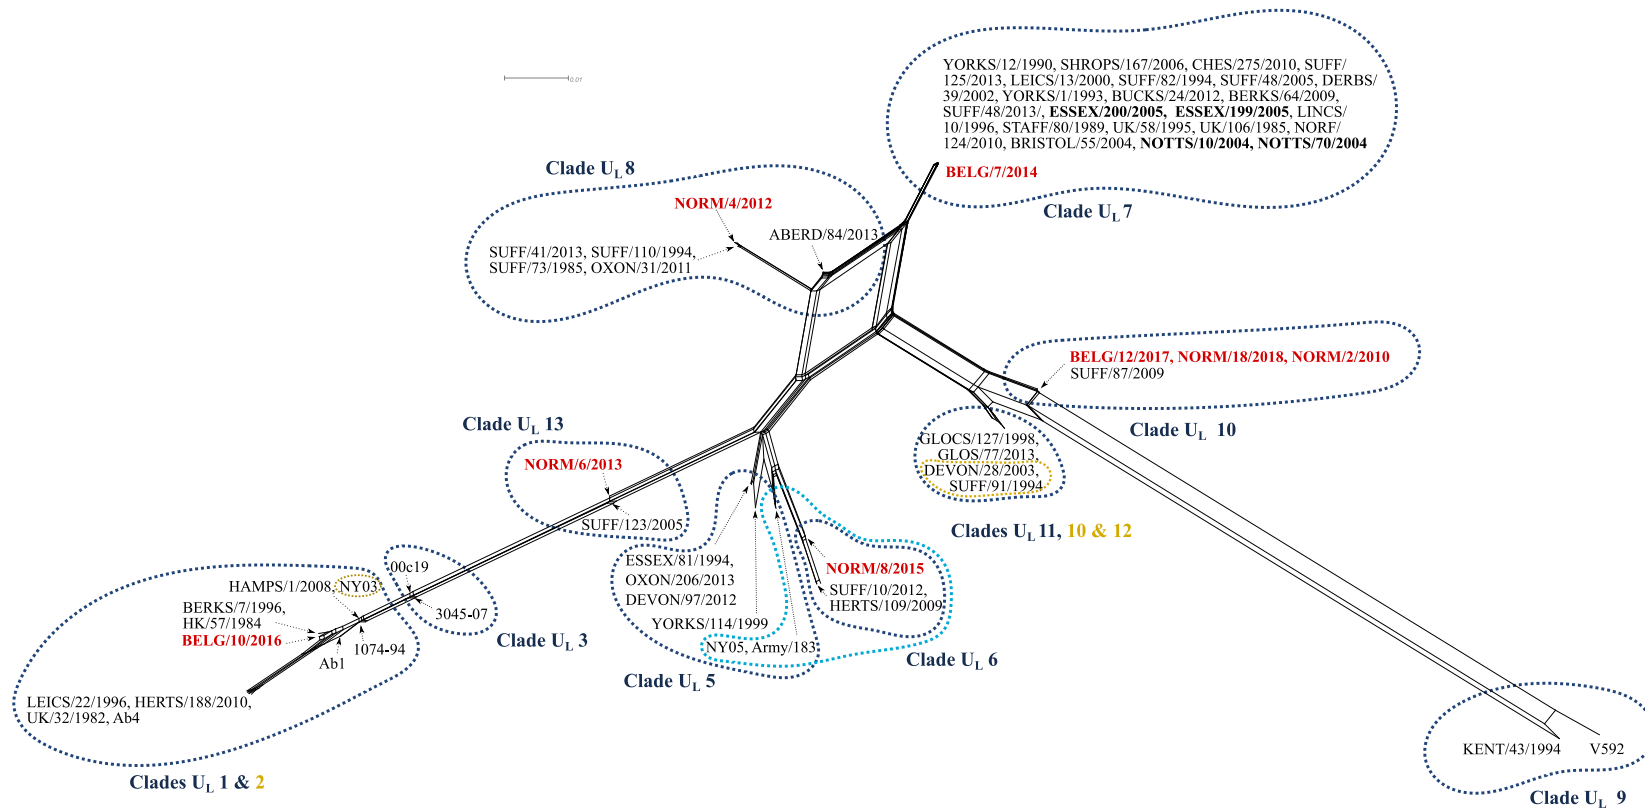 YORKS/12/1990, SHROPS/167/2006, CHES/275/2010, SUFF/
125/2013, LEICS/13/2000, SUFF/82/1994, SUFF/48/2005, DERBS/
39/2002, YORKS/1/1993, BUCKS/24/2012, BERKS/64/2009,
SUFF/48/2013/, ESSEX/200/2005, ESSEX/199/2005, LINCS/
10/1996, STAFF/80/1989, UK/58/1995, UK/106/1985, NORF/
124/2010, BRISTOL/55/2004, NOTTS/10/2004, NOTTS/70/2004
BELG/7/2014
Clade UL 7
0.01
Clade UL 8
NORM/4/2012
ABERD/84/2013
SUFF/41/2013, SUFF/110/1994,
SUFF/73/1985, OXON/31/2011
BELG/12/2017, NORM/18/2018, NORM/2/2010
SUFF/87/2009
Clade UL 10
GLOCS/127/1998,
GLOS/77/2013,
DEVON/28/2003,
SUFF/91/1994
Clades UL 11, 10 & 12
Clade UL 13
NORM/6/2013
SUFF/123/2005
ESSEX/81/1994,
OXON/206/2013
DEVON/97/2012
YORKS/114/1999
NY05, Army/183
Clade UL 5
NORM/8/2015
SUFF/10/2012,
HERTS/109/2009
Clade UL 6
00c19
3045-07
Clade UL 3
HAMPS/1/2008, NY03
BERKS/7/1996,
HK/57/1984
BELG/10/2016
Ab1
1074-94
LEICS/22/1996, HERTS/188/2010,
UK/32/1982, Ab4
Clades UL 1 & 2
KENT/43/1994
V592
Clade UL 9